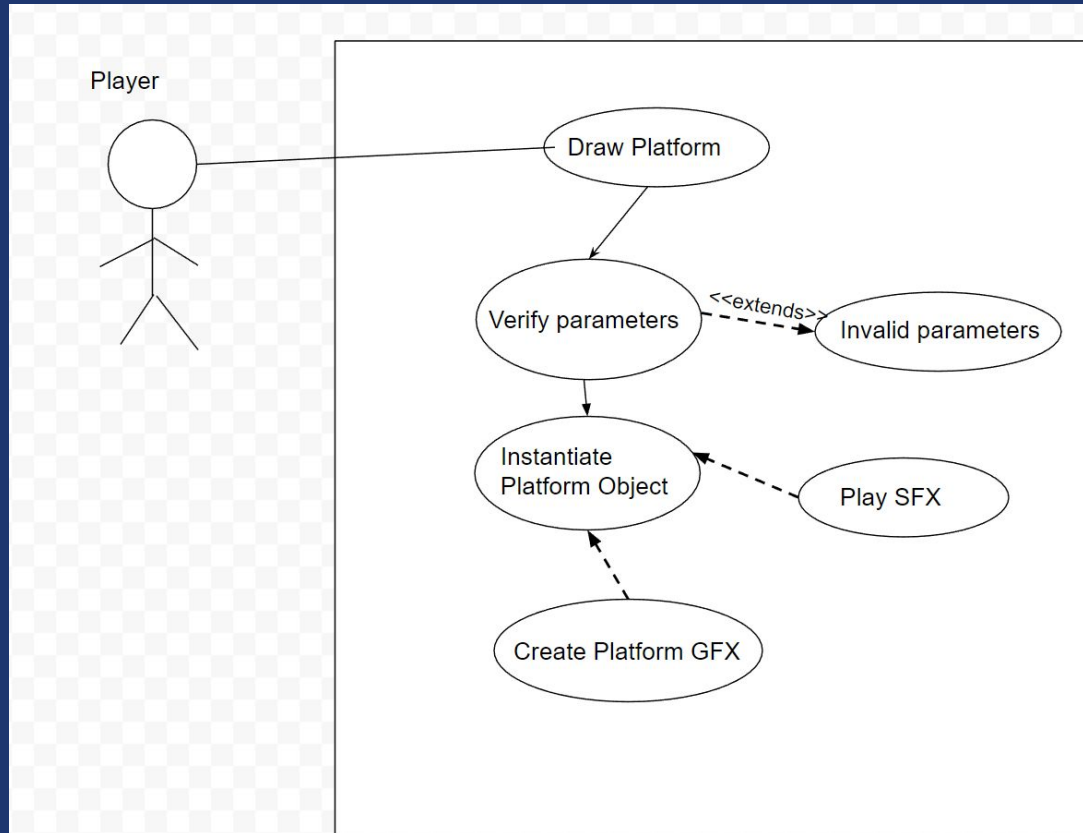 Player
Draw Platform
Verify parameters
<<extends>>
Invalid parameters
Instantiate
Platform Object
Play SFX
Create Platform GFX